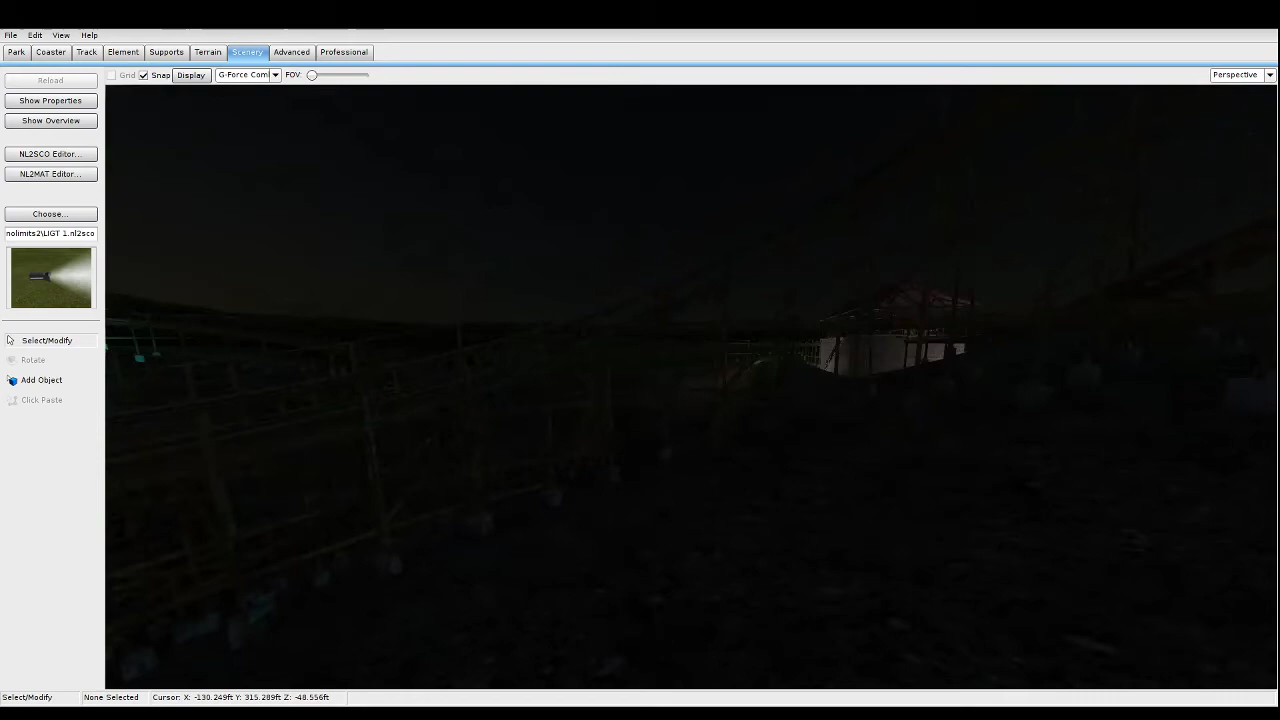 File Edit View Help
Park Coaster Track Element Supports Terrain Scenery Advanced Professional
Reload Grid Snap Display G-Force Com FOV: Perspective
Show Properties
Show Overview
NL2SCO Editor...
NL2MAT Editor...
Choose...
nolimits2\LIGT 1.nl2sco
Select/Modify
Rotate
Add Object
Click Paste
Select/Modify None Selected Cursor: X: -130.249ft Y: 315.289ft Z: -48.556ft